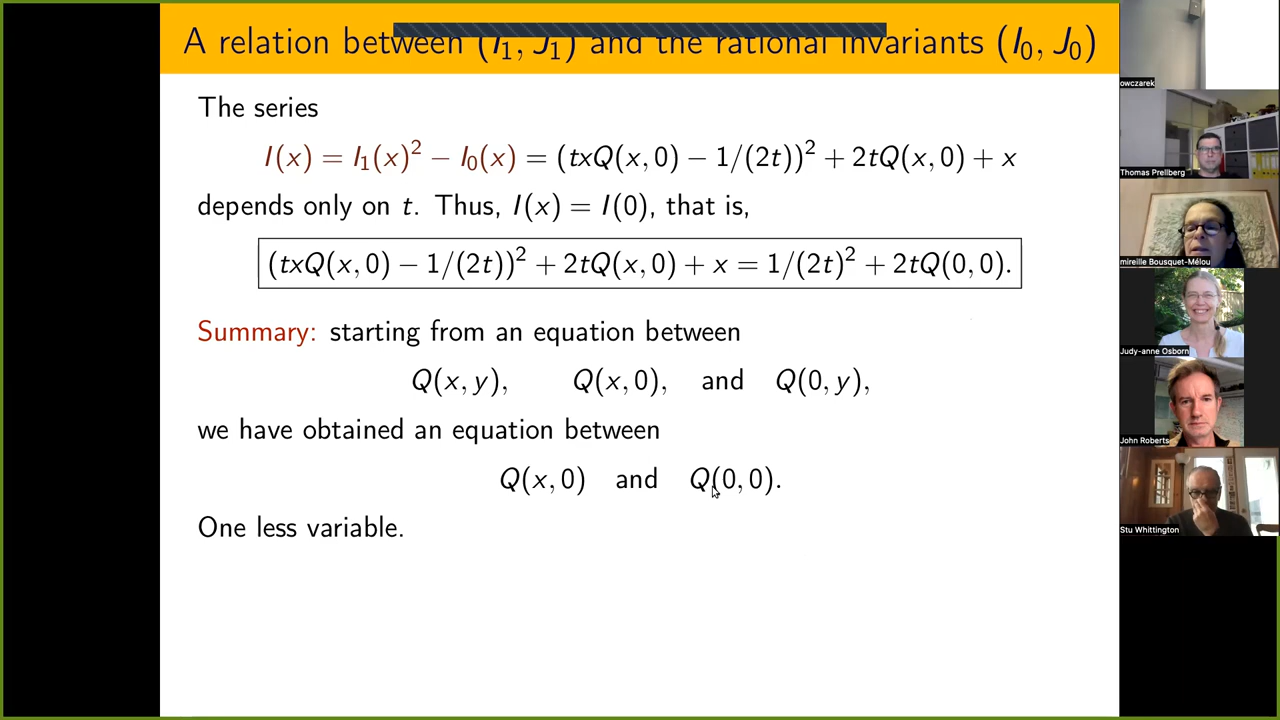 A relation between (I₁, J₁) and the rational invariants (I₀, J₀)
The series
I(x) = I₁(x)² − I₀(x) = (txQ(x, 0) − 1/(2t))² + 2tQ(x, 0) + x
depends only on t. Thus, I(x) = I(0), that is,
(txQ(x, 0) − 1/(2t))² + 2tQ(x, 0) + x = 1/(2t)² + 2tQ(0, 0).
Summary: starting from an equation between
Q(x, y), Q(x, 0), and Q(0, y),
we have obtained an equation between
Q(x, 0) and Q(0, 0).
One less variable.
owczarek
Thomas Prellberg
mireille Bousquet-Mélou
Judy-anne Osborn
John Roberts
Stu Whittington